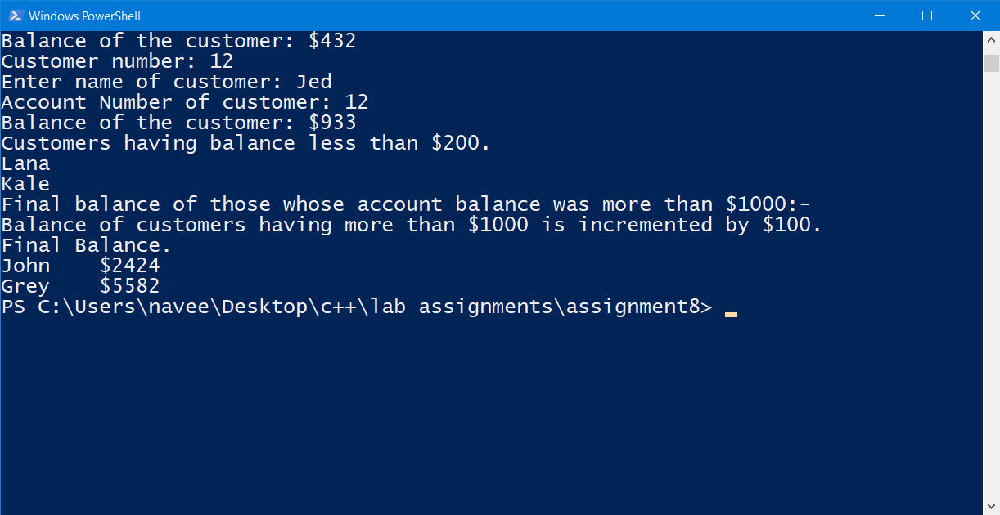 Windows PowerShell
Balance of the customer: $432
Customer number: 12
Enter name of customer: Jed
Account Number of customer: 12
Balance of the customer: $933
Customers having balance less than $200.
Lana
Kale
Final balance of those whose account balance was more than $1000:-
Balance of customers having more than $1000 is incremented by $100.
Final Balance.
John    $2424
Grey    $5582
PS C:\Users\navee\Desktop\c++\lab assignments\assignment8>